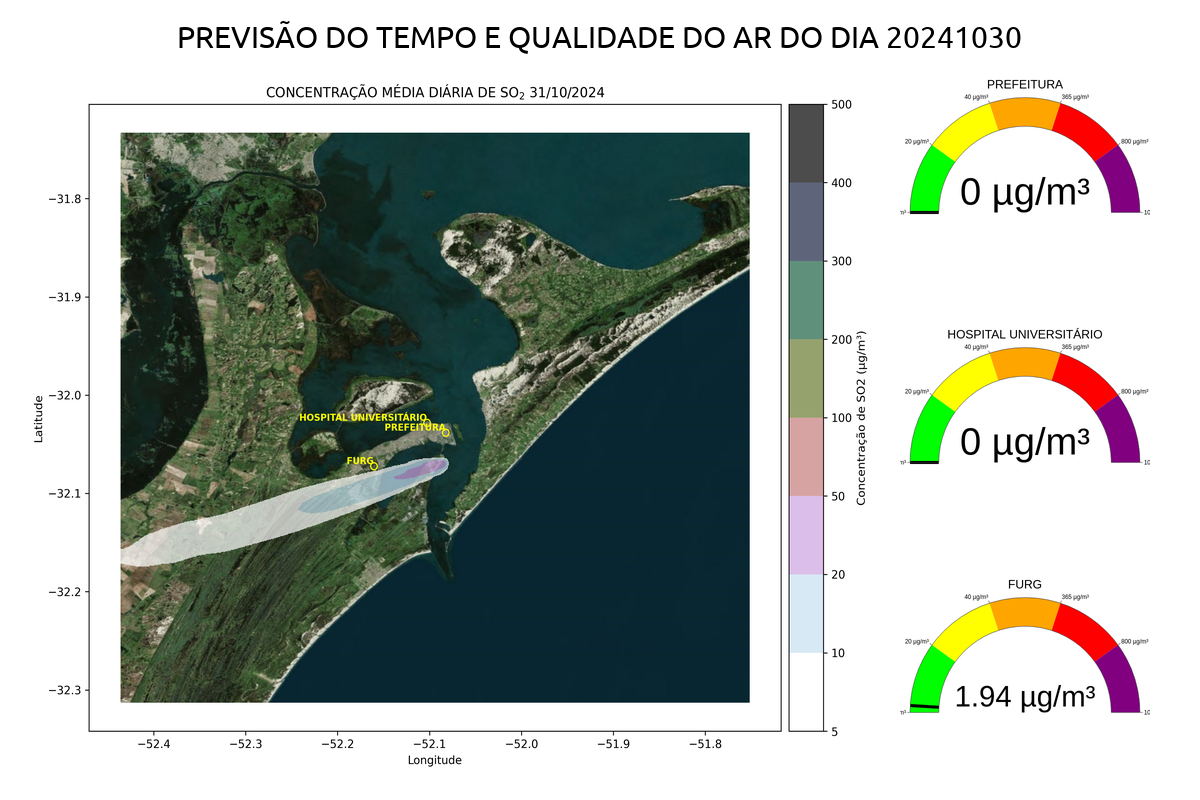 PREVISÃO DO TEMPO E QUALIDADE DO AR DO DIA 20241030
CONCENTRAÇÃO MÉDIA DIÁRIA DE SO₂ 31/10/2024
Latitude
−31.8
−31.9
−32.0
−32.1
−32.2
−32.3
HOSPITAL UNIVERSITÁRIO
PREFEITURA
FURG
−52.4
−52.3
−52.2
−52.1
−52.0
−51.9
−51.8
Longitude
500
400
300
200
100
50
20
10
5
Concentração de SO2 (µg/m³)
PREFEITURA
40 µg/m³
365 µg/m³
20 µg/m³
800 µg/m³
0 µg/m³
HOSPITAL UNIVERSITÁRIO
40 µg/m³
365 µg/m³
20 µg/m³
800 µg/m³
0 µg/m³
FURG
40 µg/m³
365 µg/m³
20 µg/m³
800 µg/m³
1.94 µg/m³